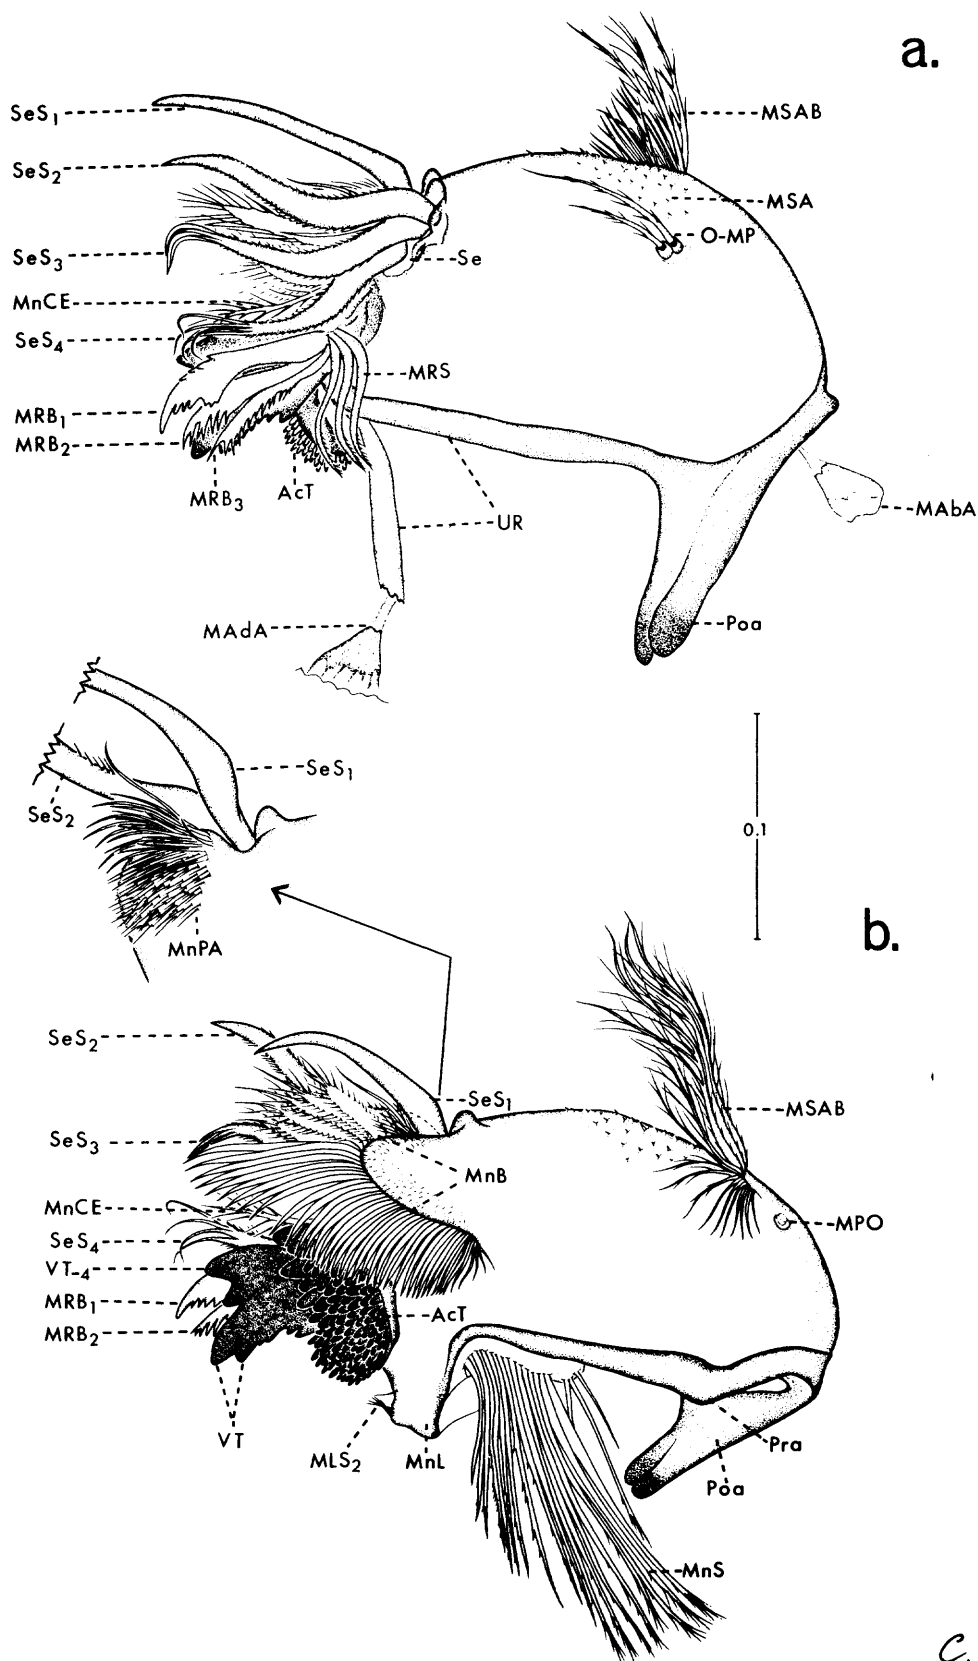 a.
SeS1
MSAB
SeS2
MSA
O-MP
SeS3
Se
MnCE
SeS4
MRS
MRB1
MRB2
MRB3
AcT
UR
MAbA
MAdA
Poa
SeS1
SeS2
0.1
MnPA
b.
SeS2
SeS1
MSAB
SeS3
MnB
MnCE
MPO
SeS4
VT-4
MRB1
AcT
MRB2
VT
MLS2
MnL
Pra
Poa
MnS
C.